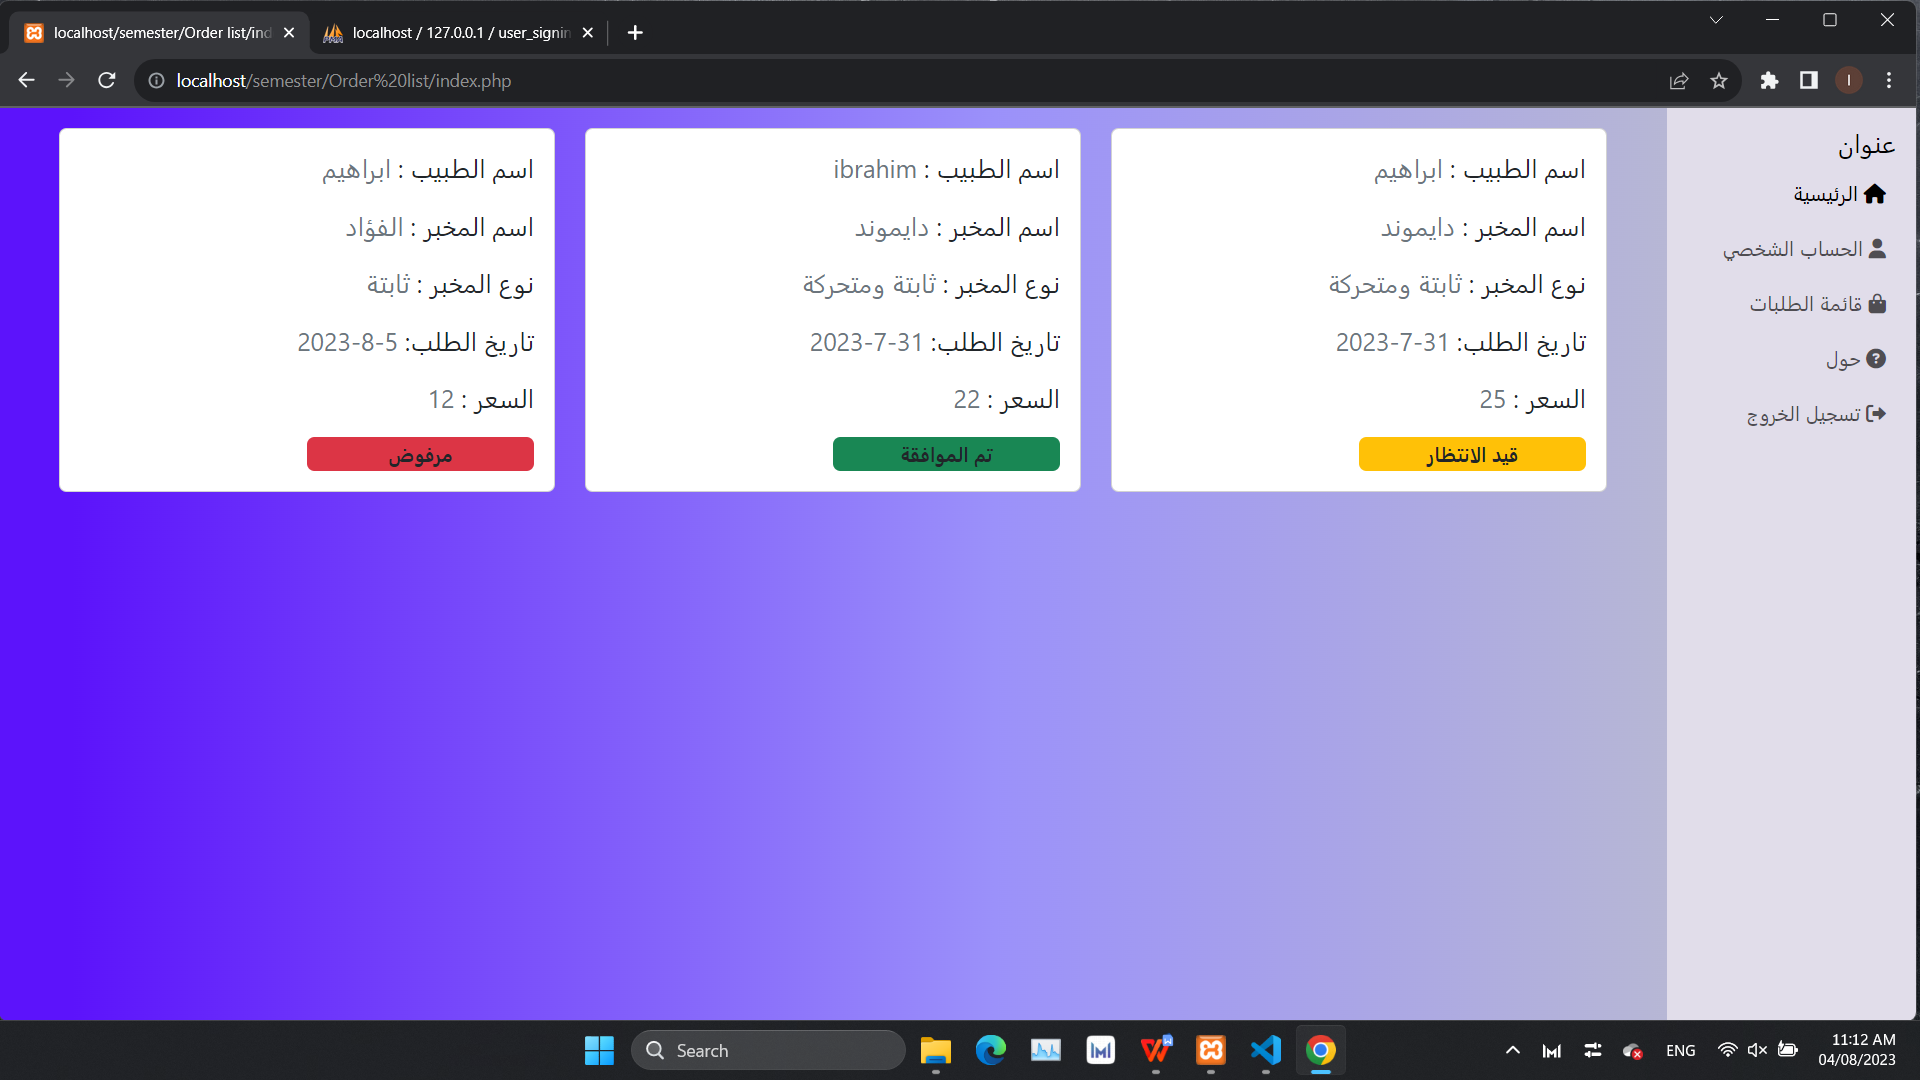 localhost/semester/Order list/ind
localhost / 127.0.0.1 / user_signin
localhost/semester/Order%20list/index.php
I
عنوان
الرئيسية
الحساب الشخصي
قائمة الطلبات
حول
تسجيل الخروج
اسم الطبيب : ابراهيم
اسم المخبر : دايموند
نوع المخبر : ثابتة ومتحركة
تاريخ الطلب: 2023-7-31
السعر : 25
قيد الانتظار
اسم الطبيب : ibrahim
اسم المخبر : دايموند
نوع المخبر : ثابتة ومتحركة
تاريخ الطلب: 2023-7-31
السعر : 22
تم الموافقة
اسم الطبيب : ابراهيم
اسم المخبر : الفؤاد
نوع المخبر : ثابتة
تاريخ الطلب: 2023-8-5
السعر : 12
مرفوض
Search
ENG
11:12 AM
04/08/2023